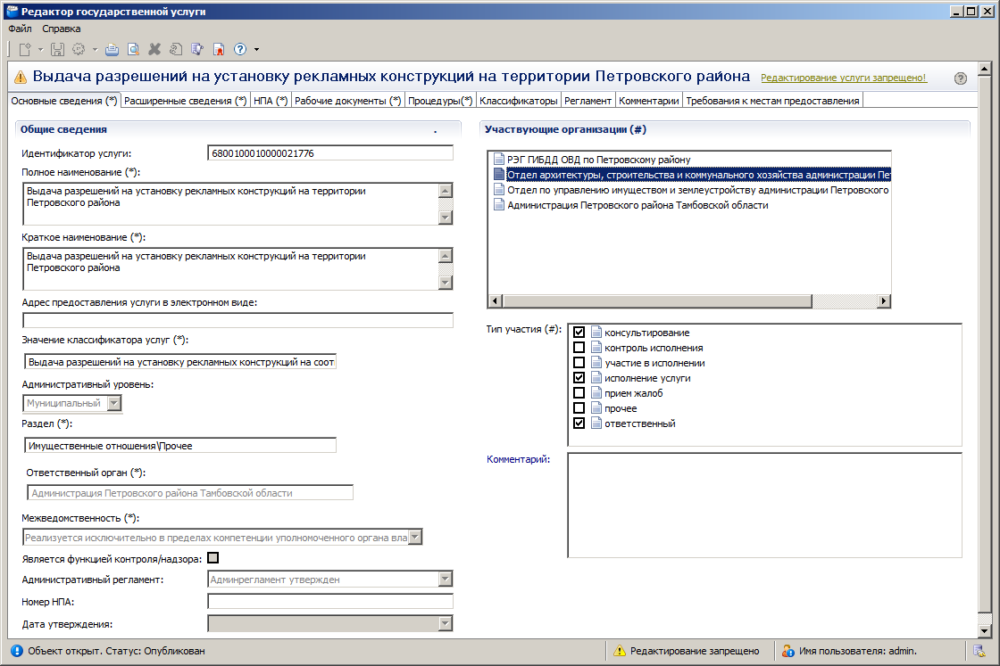 Редактор государственной услуги
Файл Справка
Выдача разрешений на установку рекламных конструкций на территории Петровского района
Редактирование услуги запрещено!
Основные сведения (*) Расширенные сведения (*) НПА (*) Рабочие документы (*) Процедуры(*) Классификаторы Регламент Комментарии Требования к местам предоставления
Общие сведения
Идентификатор услуги: 6800100010000021776
Полное наименование (*):
Выдача разрешений на установку рекламных конструкций на территории
Петровского района
Краткое наименование (*):
Выдача разрешений на установку рекламных конструкций на территории
Петровского района
Адрес предоставления услуги в электронном виде:
Значение классификатора услуг (*):
Выдача разрешений на установку рекламных конструкций на соот
Административный уровень:
Муниципальный
Раздел (*):
Имущественные отношения\Прочее
Ответственный орган (*):
Администрация Петровского района Тамбовской области
Межведомственность (*):
Реализуется исключительно в пределах компетенции уполномоченного органа вла
Является функцией контроля/надзора:
Административный регламент: Админрегламент утвержден
Номер НПА:
Дата утверждения:
Участвующие организации (#)
РЭГ ГИБДД ОВД по Петровскому району
Отдел архитектуры, строительства и коммунального хозяйства администрации Пет
Отдел по управлению имуществом и землеустройству администрации Петровского
Администрация Петровского района Тамбовской области
Тип участия (#):
консультирование
контроль исполнения
участие в исполнении
исполнение услуги
прием жалоб
прочее
ответственный
Комментарий:
Объект открыт. Статус: Опубликован
Редактирование запрещено
Имя пользователя: admin.